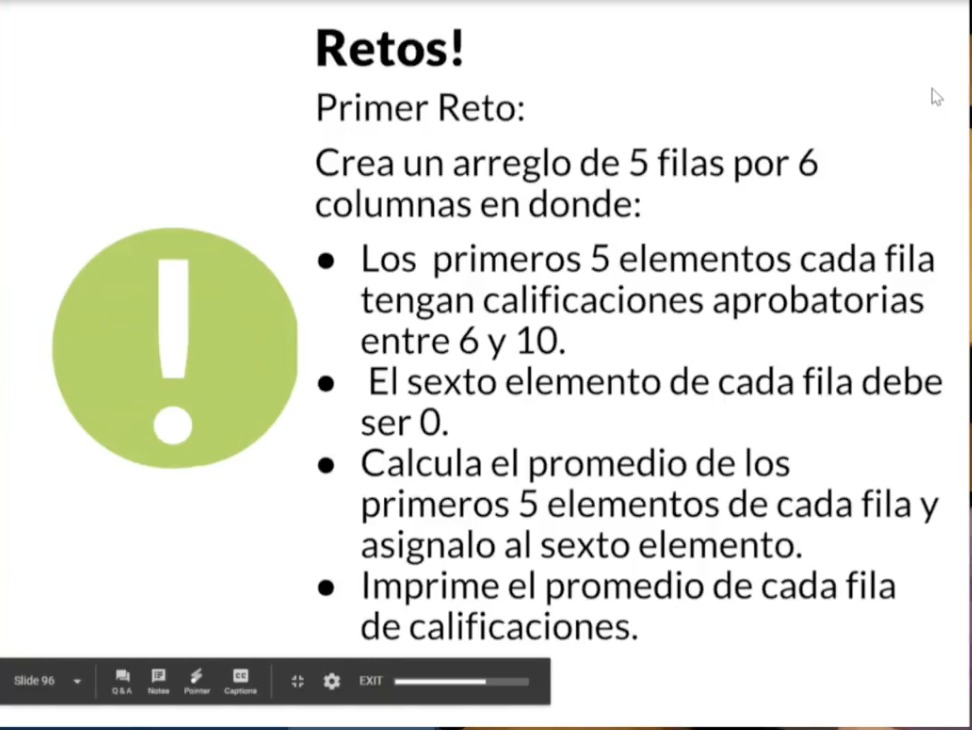 Retos!
Primer Reto:
Crea un arreglo de 5 filas por 6
columnas en donde:
● Los primeros 5 elementos cada fila
tengan calificaciones aprobatorias
entre 6 y 10.
● El sexto elemento de cada fila debe
ser 0.
● Calcula el promedio de los
primeros 5 elementos de cada fila y
asignalo al sexto elemento.
● Imprime el promedio de cada fila
de calificaciones.
Slide 96 Q&A Notes Pointer Captions EXIT